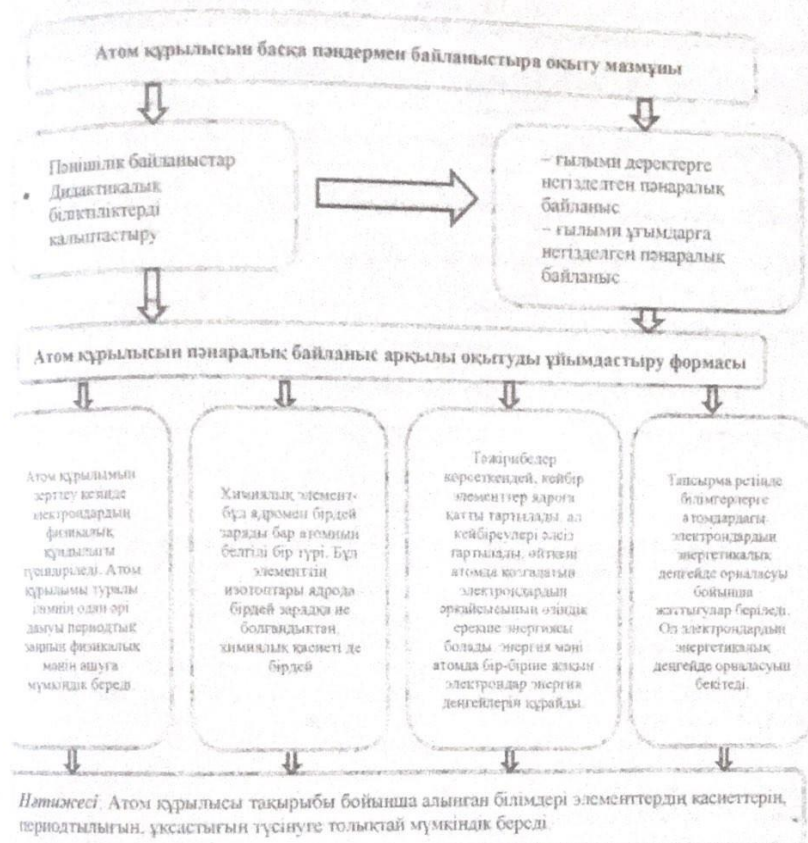 Атом құрылысын басқа пәндермен байланыстыра оқыту мазмұны
Пәнішілік байланыстар
Дидактикалық
біліктіліктерді
қалыптастыру
– ғылыми деректерге
негізделген пәнаралық
байланыс
– ғылыми ұғымдарға
негізделген пәнаралық
байланыс
Атом құрылысын пәнаралық байланыс арқылы оқытуды ұйымдастыру формасы
Атом құрылымын
зерттеу кезінде
электрондардың
физикалық
құндылығы
түсіндіріледі. Атом
құрылымы туралы
ілімнің одан әрі
дамуы периодтық
заңның физикалық
мәнін ашуға
мүмкіндік береді
Химиялық элемент-
бұл ядромен бірдей
заряды бар атомның
белгілі бір түрі. Бұл
элементтің
изотоптары ядрода
бірдей зарядқа ие
болғандықтан,
химиялық қасиеті де
бірдей
Тәжірибелер
көрсеткендей, кейбір
элементтер ядроға
қатты тартылады, ал
кейбіреулері әлсіз
тартылады, өйткені
атомда қозғалатын
электрондардың
әрқайсысының өзіндік
ерекше энергиясы
болады. энергия мәні
атомда бір-біріне жақын
электрондар энергия
деңгейлерін құрайды.
Тапсырма ретінде
білімгерлерге
атомдардағы
электрондардың
энергетикалық
деңгейде орналасуы
бойынша
жаттығулар беріледі.
Ол электрондардың
энергетикалық
деңгейде орналасуын
бекітеді.
Нәтижесі: Атом құрылысы тақырыбы бойынша алынған білімдері элементтердің қасиеттерін,
периодтылығын, ұқсастығын түсінуге толықтай мүмкіндік береді.